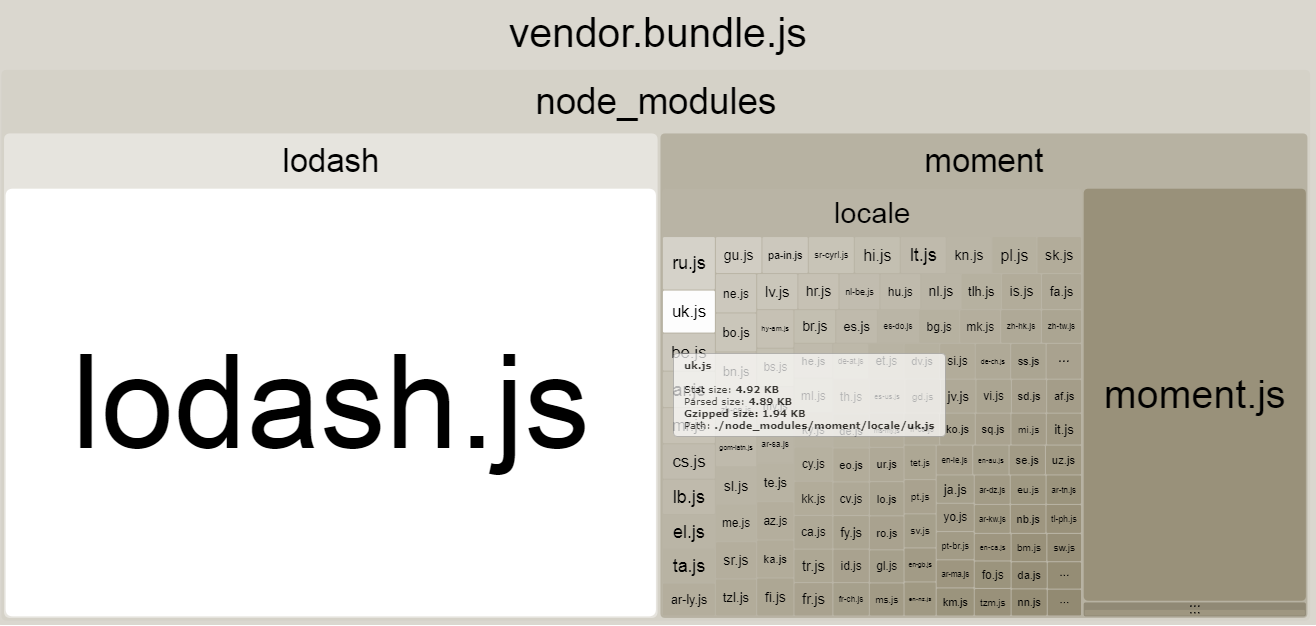 vendor.bundle.js
node_modules
lodash
moment
locale
lodash.js
moment.js
ru.js gu.js pa-in.js sr-cyrl.js hi.js lt.js kn.js pl.js sk.js
uk.js ne.js lv.js hr.js nl-be.js hu.js nl.js tlh.js is.js fa.js
bo.js hy-am.js br.js es.js es-do.js bg.js mk.js zh-hk.js zh-tw.js
be.js bn.js bs.js he.js de-at.js et.js dv.js si.js de-ch.js ss.js ...
uk.js
Stat size: 4.92 KB
Parsed size: 4.89 KB
Gzipped size: 1.94 KB
Path: ./node_modules/moment/locale/uk.js
ml.js th.js es-us.js gd.js jv.js vi.js sd.js af.js
ko.js sq.js mi.js it.js
cs.js gom-latn.js ar-sa.js cy.js eo.js ur.js tet.js en-ie.js en-au.js se.js uz.js
lb.js sl.js te.js kk.js cv.js lo.js pt.js ja.js ar-dz.js eu.js ar-tn.js
el.js me.js az.js ca.js fy.js ro.js sv.js yo.js ar-kw.js nb.js tl-ph.js
ta.js sr.js ka.js tr.js id.js gl.js en-gb.js pt-br.js en-ca.js bm.js sw.js
ar-ma.js fo.js da.js ...
ar-ly.js tzl.js fi.js fr.js fr-ch.js ms.js en-nz.js km.js tzm.js nn.js ...